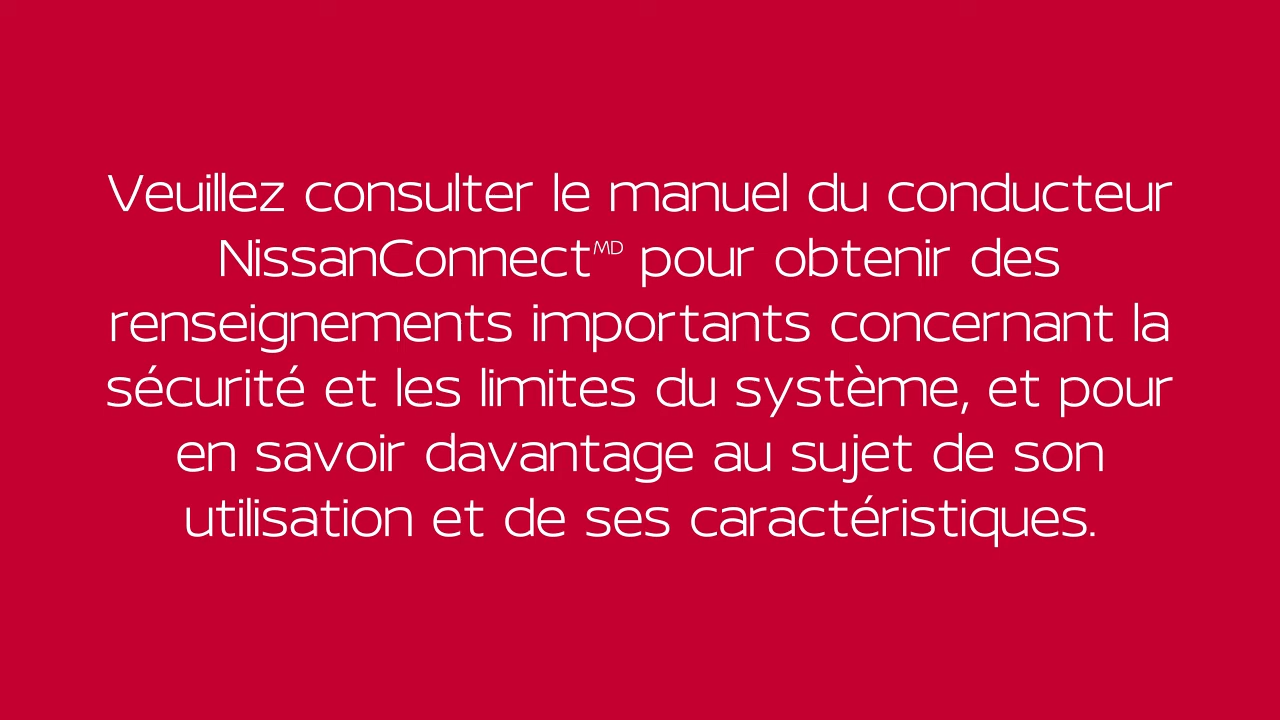 Veuillez consulter le manuel du conducteur
NissanConnectMD pour obtenir des
renseignements importants concernant la
sécurité et les limites du système, et pour
en savoir davantage au sujet de son
utilisation et de ses caractéristiques.